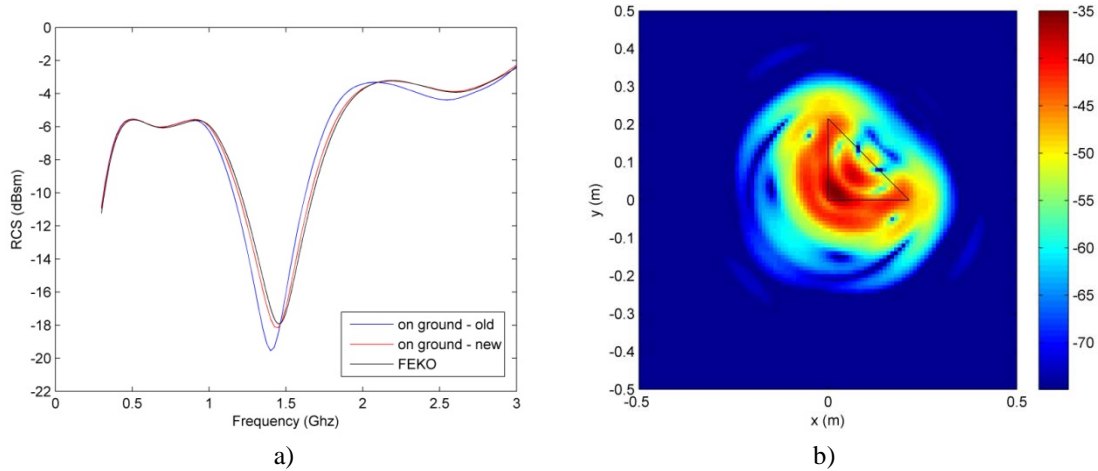 0
-2
-4
-6
-8
-10
-12
-14
-16
-18
-20
-22
RCS (dBsm)
0 0.5 1 1.5 2 2.5 3
Frequency (Ghz)
on ground - old
on ground - new
FEKO
a)
0.5
0.4
0.3
0.2
0.1
0
-0.1
-0.2
-0.3
-0.4
-0.5
y (m)
-0.5 0 0.5
x (m)
-35
-40
-45
-50
-55
-60
-65
-70
b)